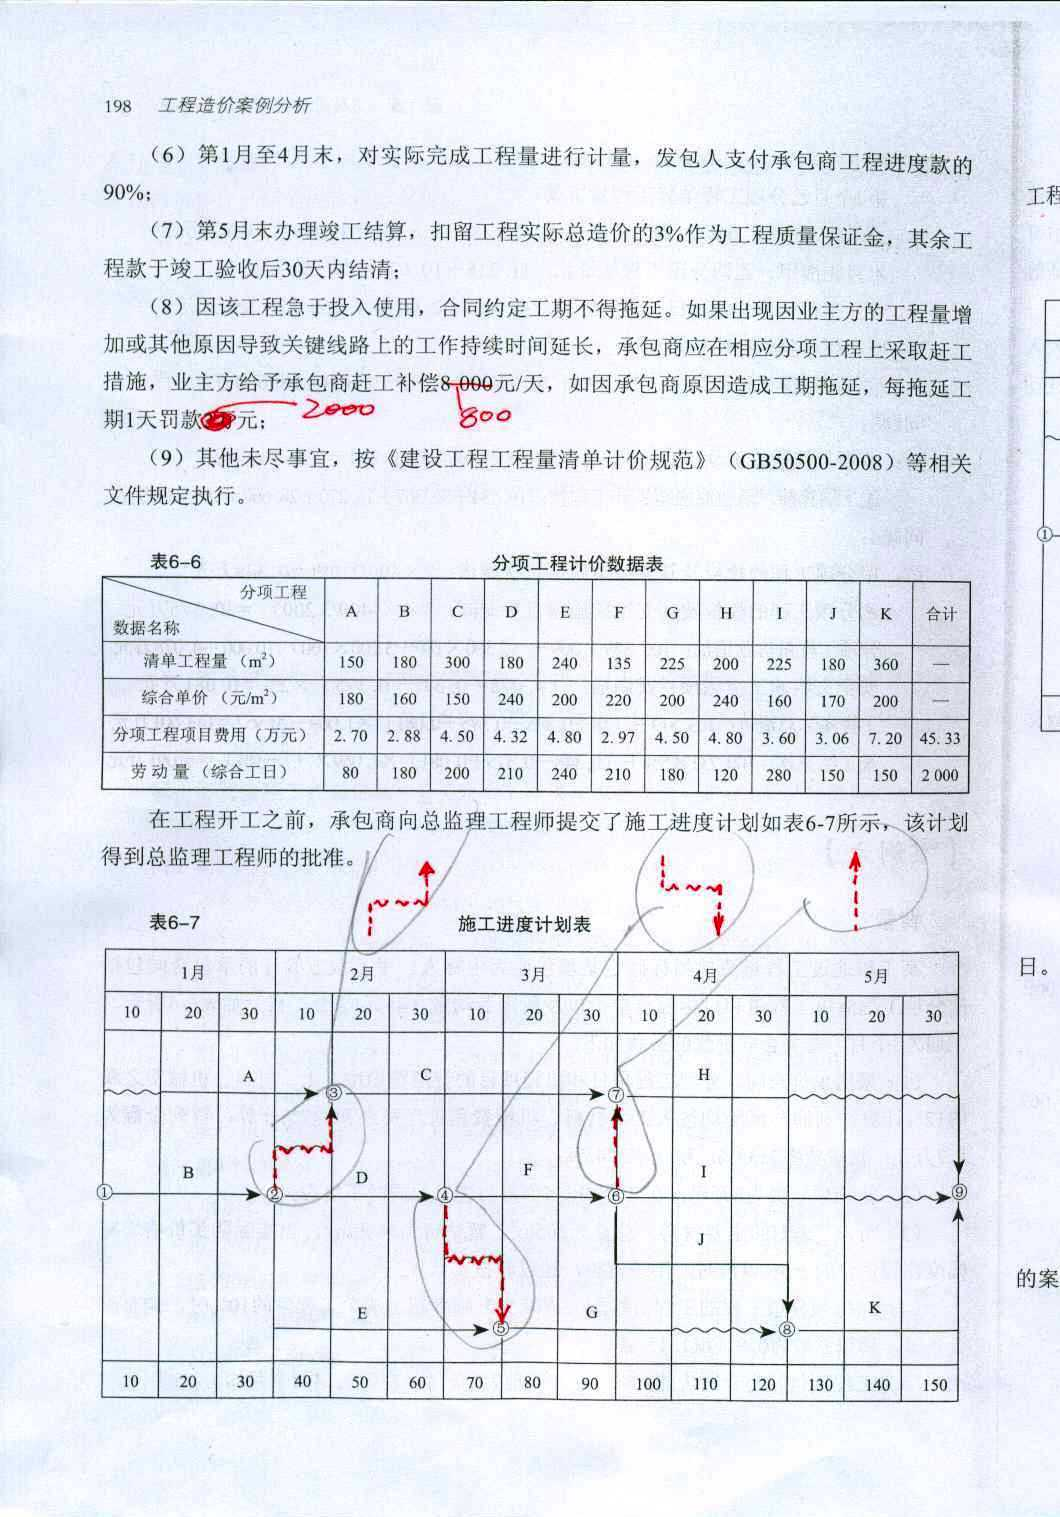 198 工程造价案例分析
（6）第1月至4月末，对实际完成工程量进行计量，发包人支付承包商工程进度款的
90%；
（7）第5月末办理竣工结算，扣留工程实际总造价的3%作为工程质量保证金，其余工
程款于竣工验收后30天内结清；
（8）因该工程急于投入使用，合同约定工期不得拖延。如果出现因业主方的工程量增
加或其他原因导致关键线路上的工作持续时间延长，承包商应在相应分项工程上采取赶工
措施，业主方给予承包商赶工补偿8 000元/天，如因承包商原因造成工期拖延，每拖延工
期1天罚款元；
2000
800
（9）其他未尽事宜，按《建设工程工程量清单计价规范》（GB50500-2008）等相关
文件规定执行。
表6-6 分项工程计价数据表
分项工程 数据名称 A B C D E F G H I J K 合计
清单工程量（m²） 150 180 300 180 240 135 225 200 225 180 360 —
综合单价（元/m²） 180 160 150 240 200 220 200 240 160 170 200 —
分项工程项目费用（万元） 2.70 2.88 4.50 4.32 4.80 2.97 4.50 4.80 3.60 3.06 7.20 45.33
劳动量（综合工日） 80 180 200 210 240 210 180 120 280 150 150 2 000
在工程开工之前，承包商向总监理工程师提交了施工进度计划如表6-7所示，该计划
得到总监理工程师的批准。
表6-7 施工进度计划表
1月 2月 3月 4月 5月
10 20 30 10 20 30 10 20 30 10 20 30 10 20 30
A C H
③ ⑦
B D F I
① ② ④ ⑥ ⑨
J
E G K
⑤ ⑧
10 20 30 40 50 60 70 80 90 100 110 120 130 140 150
工程
①
日。
的案